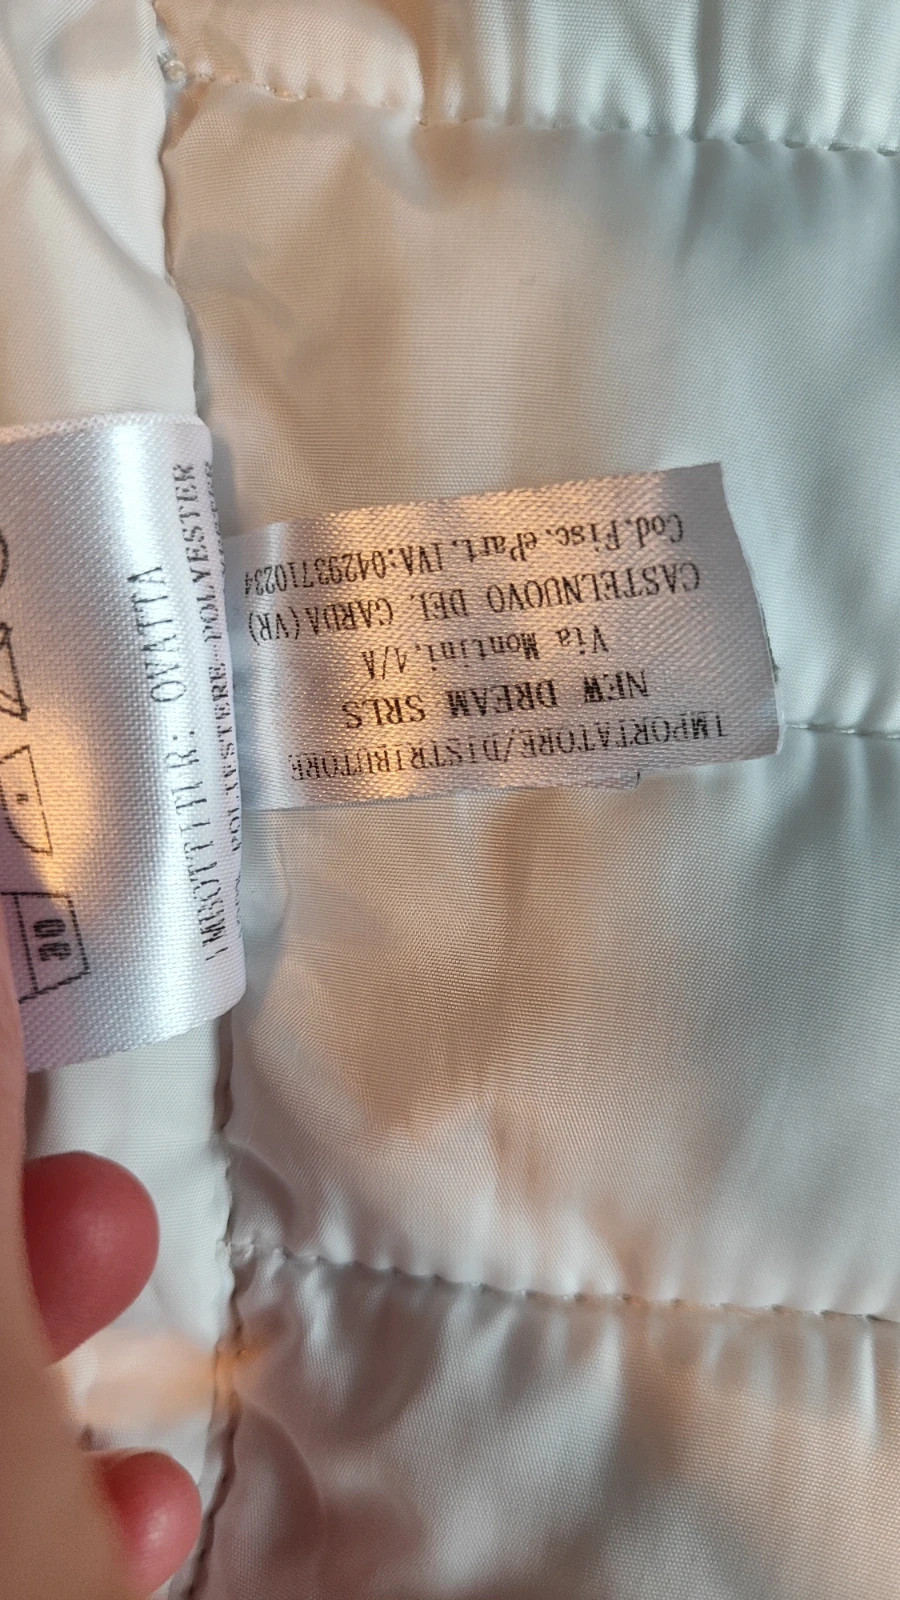 IMPORTATORE/DISTRIBUTORE
NEW DREAM SRLS
Via Montini, 4/A
CASTELNUOVO DEL GARDA(VR)
Cod.Fisc.ePart.IVA:04293710234
IMBOTTITUR: OVATTA
POLIESTERE-POLYESTER
30